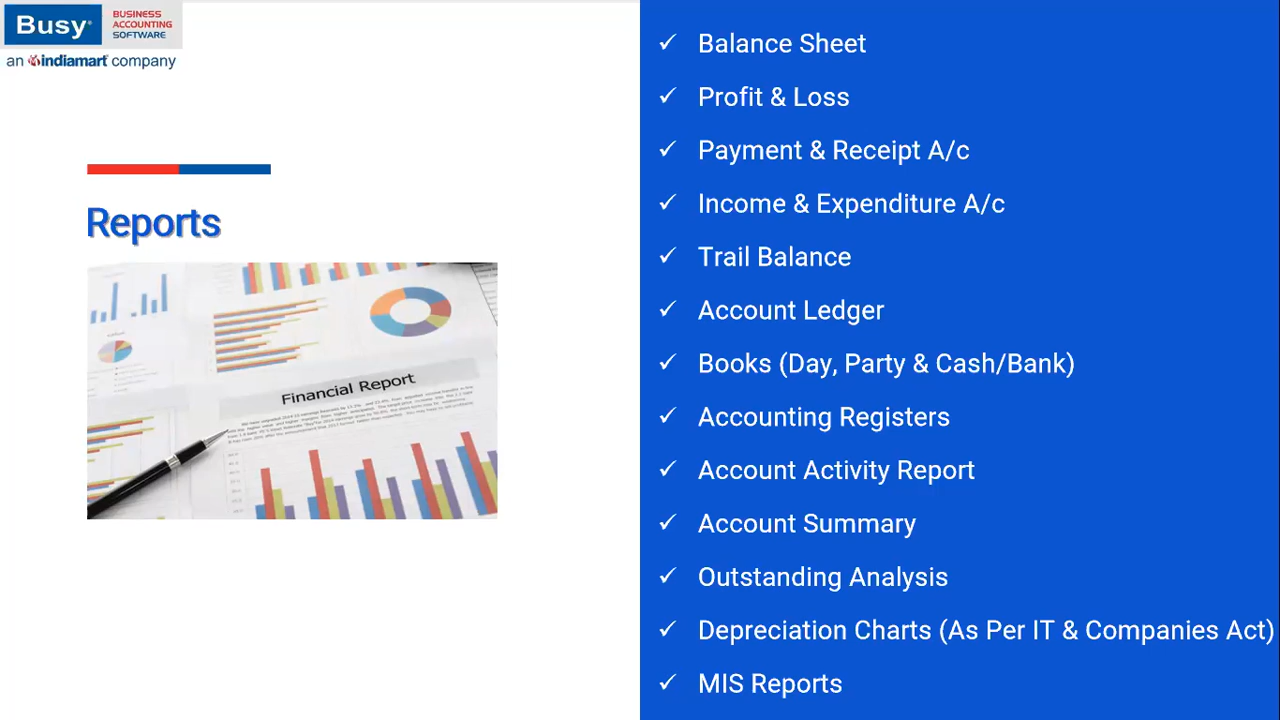 Busy
BUSINESS
ACCOUNTING
SOFTWARE
an indiamart company
Reports
Financial Report
Balance Sheet
Profit & Loss
Payment & Receipt A/c
Income & Expenditure A/c
Trail Balance
Account Ledger
Books (Day, Party & Cash/Bank)
Accounting Registers
Account Activity Report
Account Summary
Outstanding Analysis
Depreciation Charts (As Per IT & Companies Act)
MIS Reports